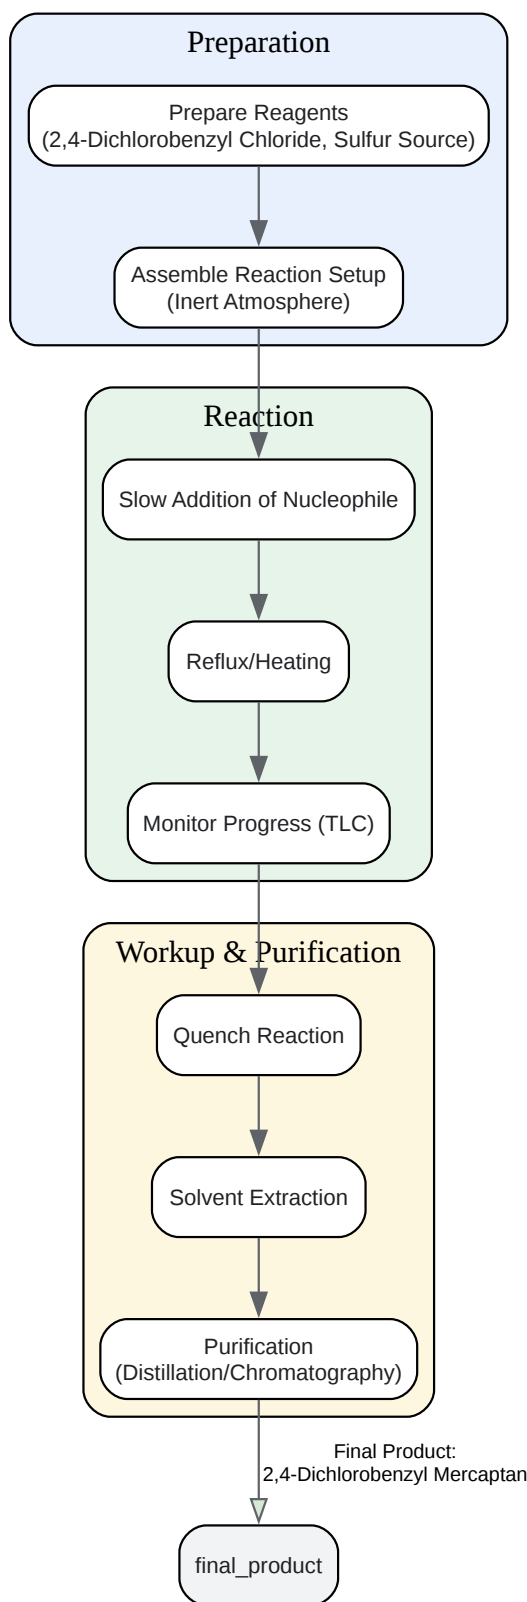 Preparation
Prepare Reagents
(2,4-Dichlorobenzyl Chloride, Sulfur Source)
Assemble Reaction Setup
(Inert Atmosphere)
Reaction
Slow Addition of Nucleophile
Reflux/Heating
Monitor Progress (TLC)
Workup & Purification
Quench Reaction
Solvent Extraction
Purification
(Distillation/Chromatography)
Final Product:
2,4-Dichlorobenzyl Mercaptan
final_product